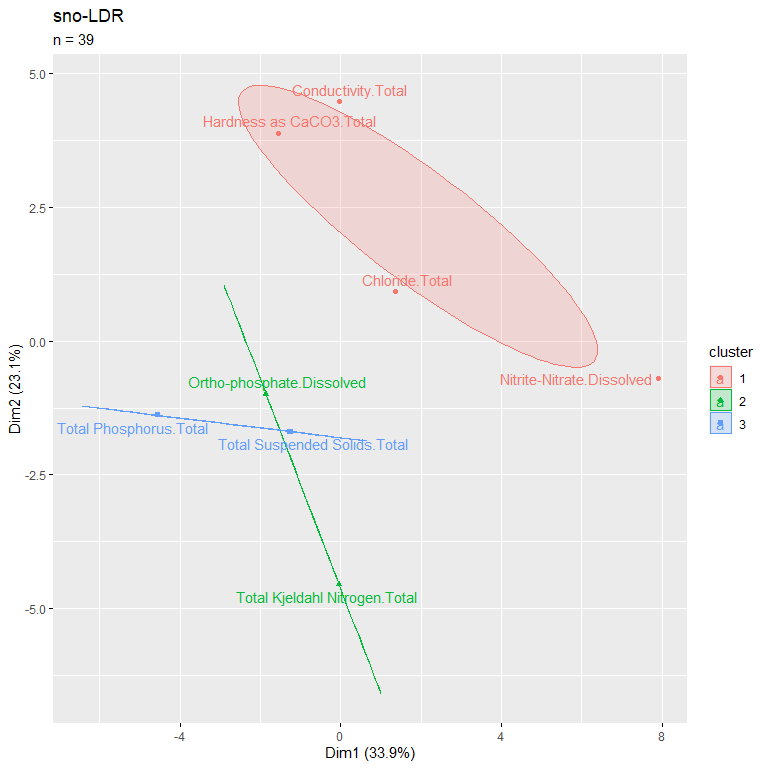 sno-LDR
n = 39
Conductivity.Total
Hardness as CaCO3.Total
Chloride.Total
Nitrite-Nitrate.Dissolved
Ortho-phosphate.Dissolved
Total Phosphorus.Total
Total Suspended Solids.Total
Total Kjeldahl Nitrogen.Total
5.0
2.5
0.0
-2.5
-5.0
Dim2 (23.1%)
-4
0
4
8
Dim1 (33.9%)
cluster
a 1
a 2
a 3